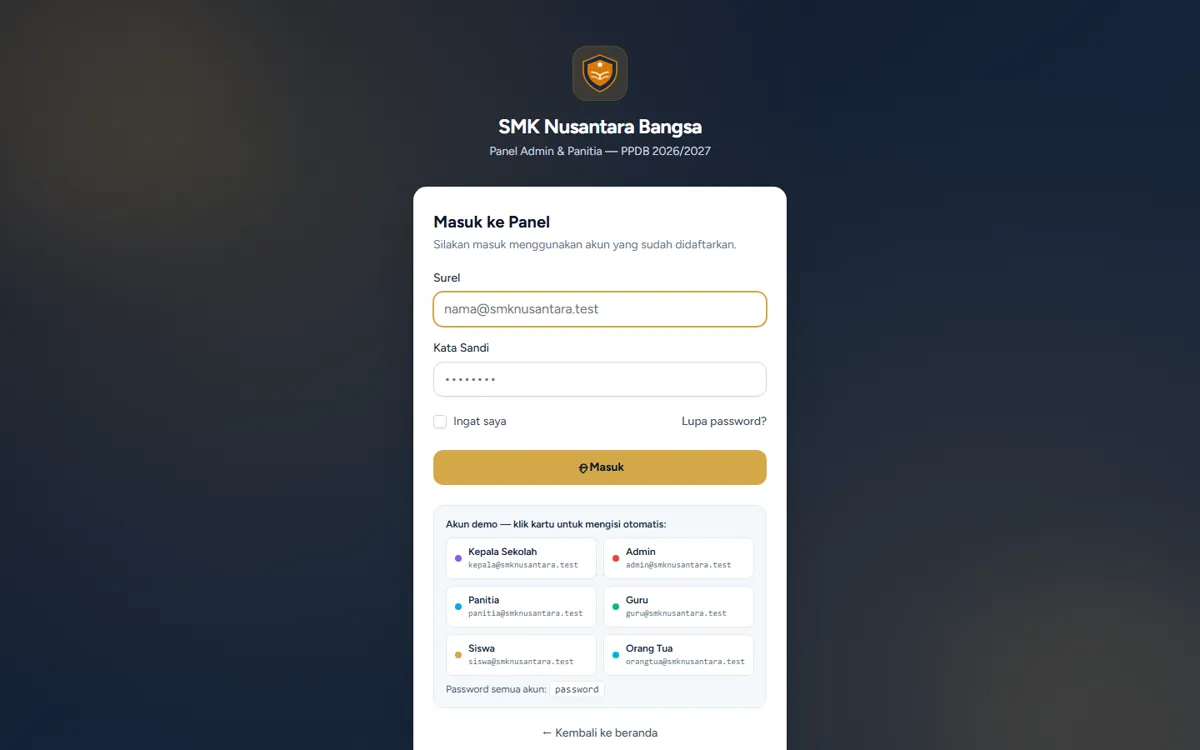 SMK Nusantara Bangsa
Panel Admin & Panitia — PPDB 2026/2027
Masuk ke Panel
Silakan masuk menggunakan akun yang sudah didaftarkan.
Surel
nama@smknusantara.test
Kata Sandi
••••••••
Ingat saya
Lupa password?
Masuk
Akun demo — klik kartu untuk mengisi otomatis:
Kepala Sekolah
kepala@smknusantara.test
Admin
admin@smknusantara.test
Panitia
panitia@smknusantara.test
Guru
guru@smknusantara.test
Siswa
siswa@smknusantara.test
Orang Tua
orangtua@smknusantara.test
Password semua akun: password
← Kembali ke beranda